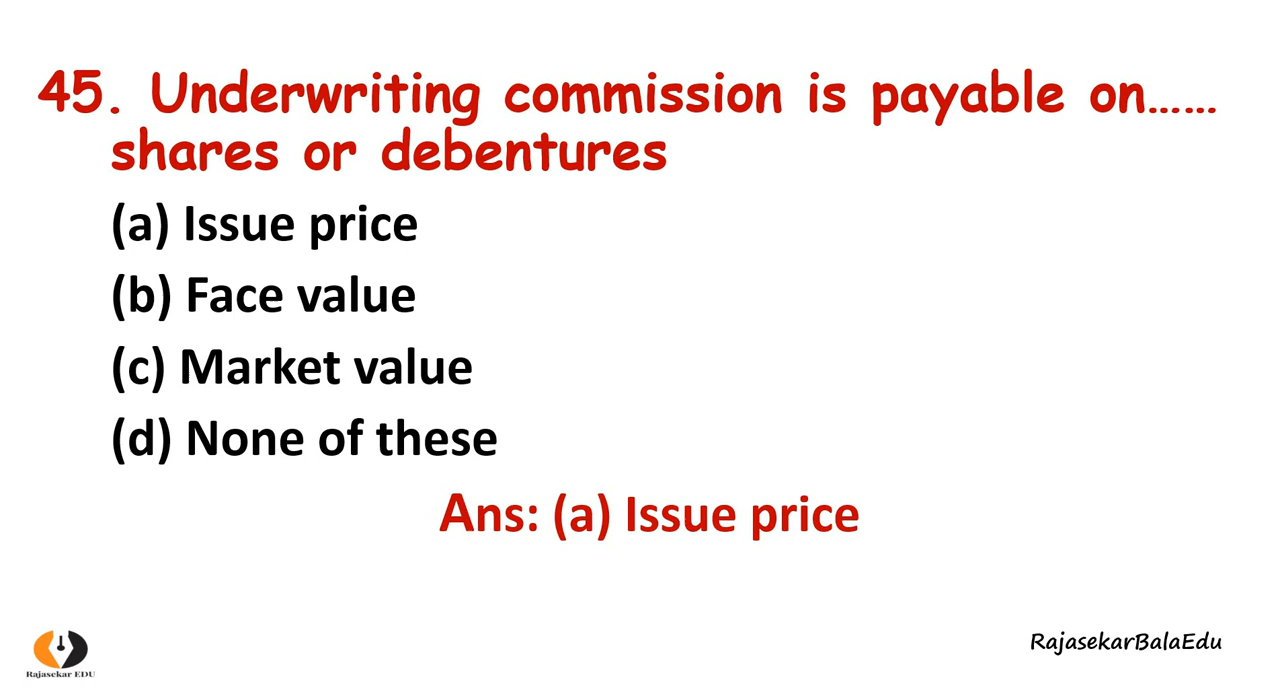 45. Underwriting commission is payable on......
shares or debentures
(a) Issue price
(b) Face value
(c) Market value
(d) None of these
Ans: (a) Issue price
Rajasekar EDU
RajasekarBalaEdu